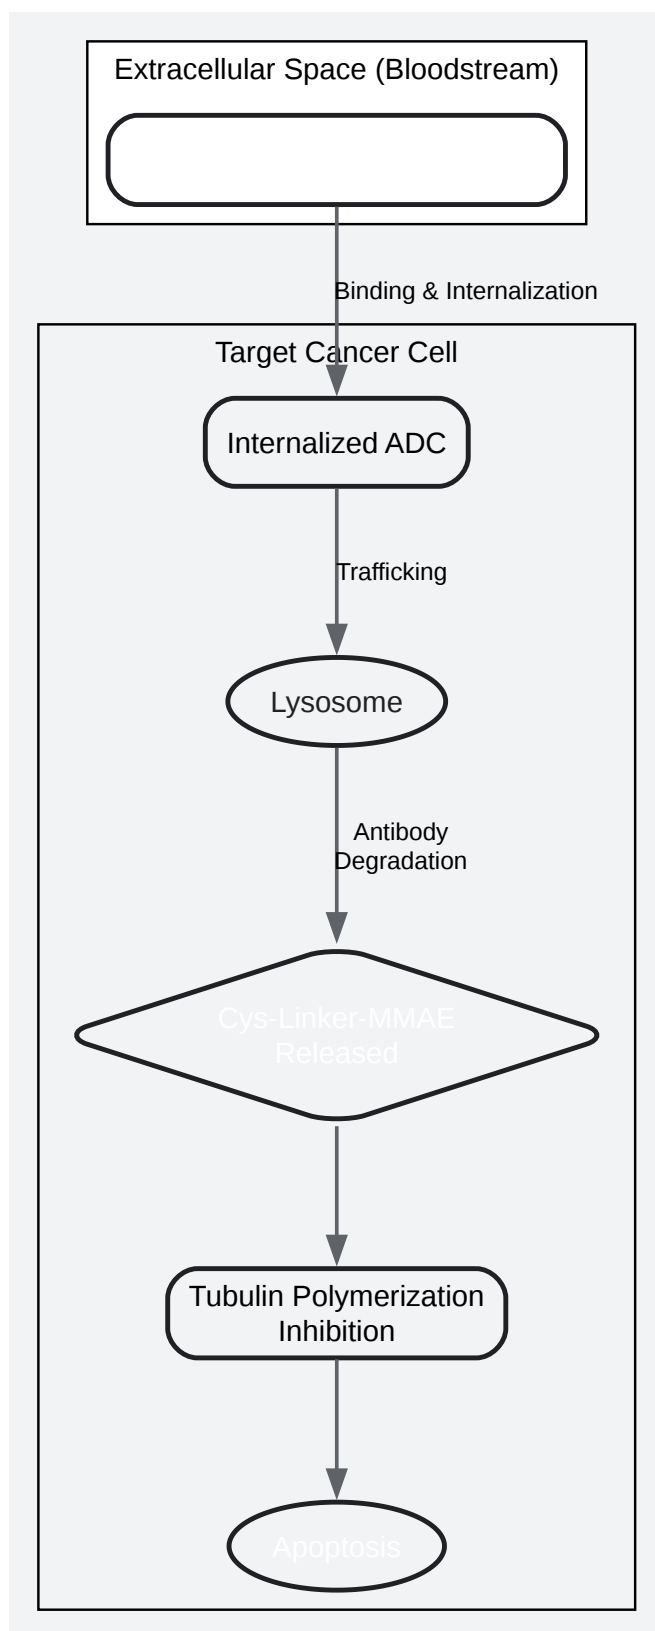 Extracellular Space (Bloodstream)
Binding & Internalization
Target Cancer Cell
Internalized ADC
Trafficking
Lysosome
Antibody
Degradation
Cys-Linker-MMAE
Released
Tubulin Polymerization
Inhibition
Apoptosis